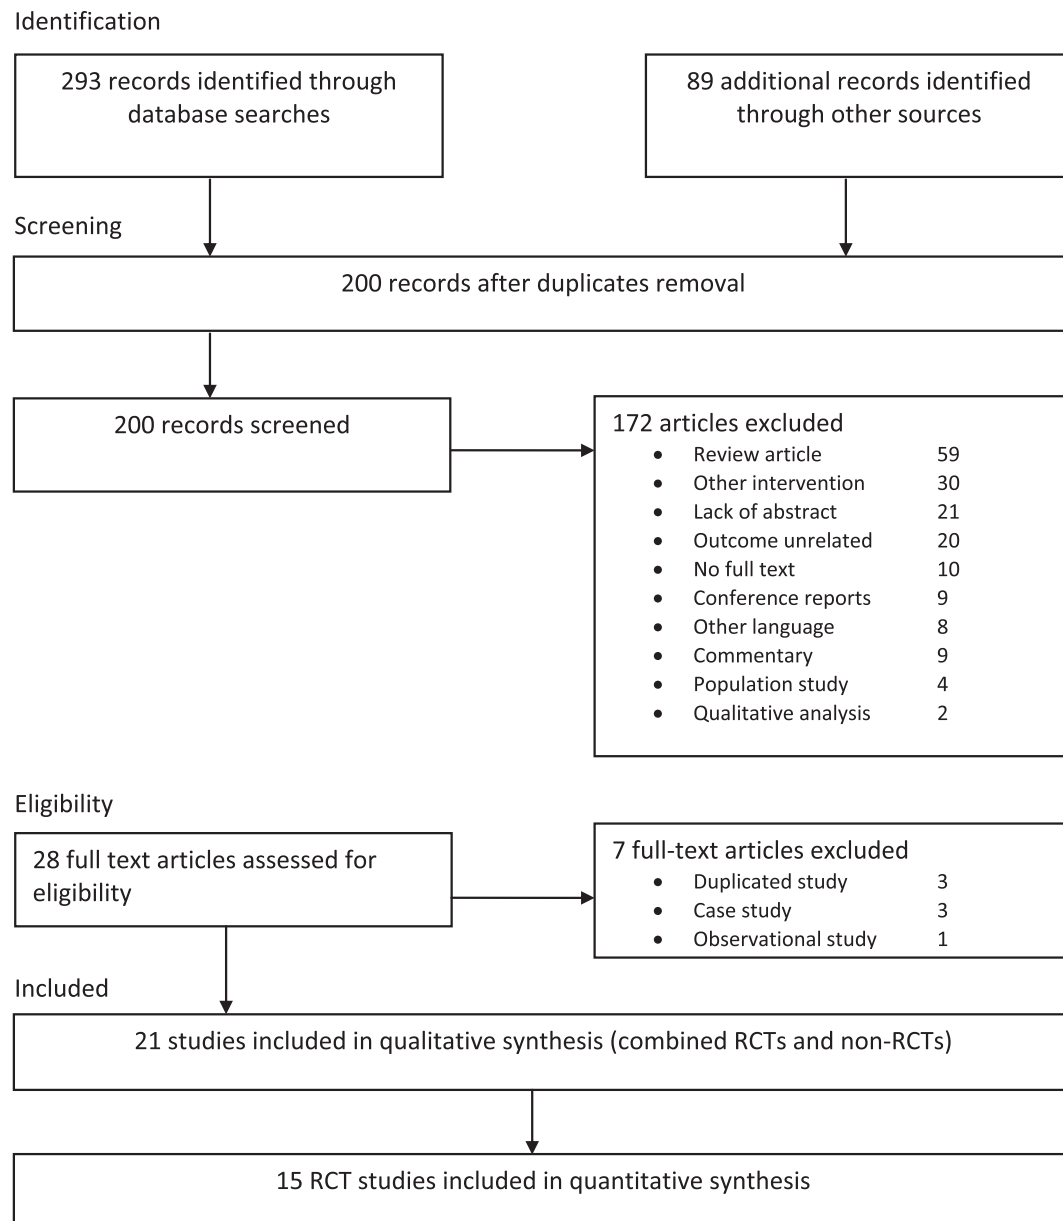 Identification
293 records identified through
database searches
89 additional records identified
through other sources
Screening
200 records after duplicates removal
200 records screened
172 articles excluded
• Review article 59
• Other intervention 30
• Lack of abstract 21
• Outcome unrelated 20
• No full text 10
• Conference reports 9
• Other language 8
• Commentary 9
• Population study 4
• Qualitative analysis 2
Eligibility
28 full text articles assessed for
eligibility
7 full-text articles excluded
• Duplicated study 3
• Case study 3
• Observational study 1
Included
21 studies included in qualitative synthesis (combined RCTs and non-RCTs)
15 RCT studies included in quantitative synthesis